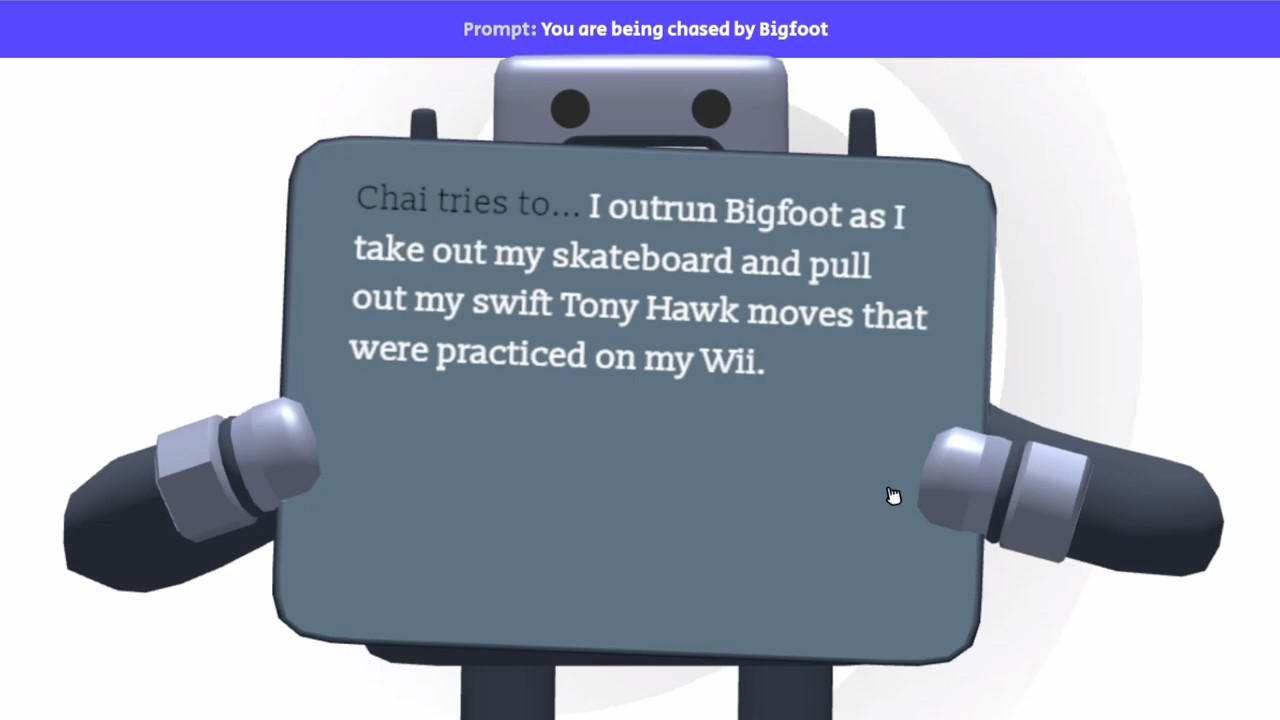 Prompt: You are being chased by Bigfoot
Chai tries to... I outrun Bigfoot as I
take out my skateboard and pull
out my swift Tony Hawk moves that
were practiced on my Wii.